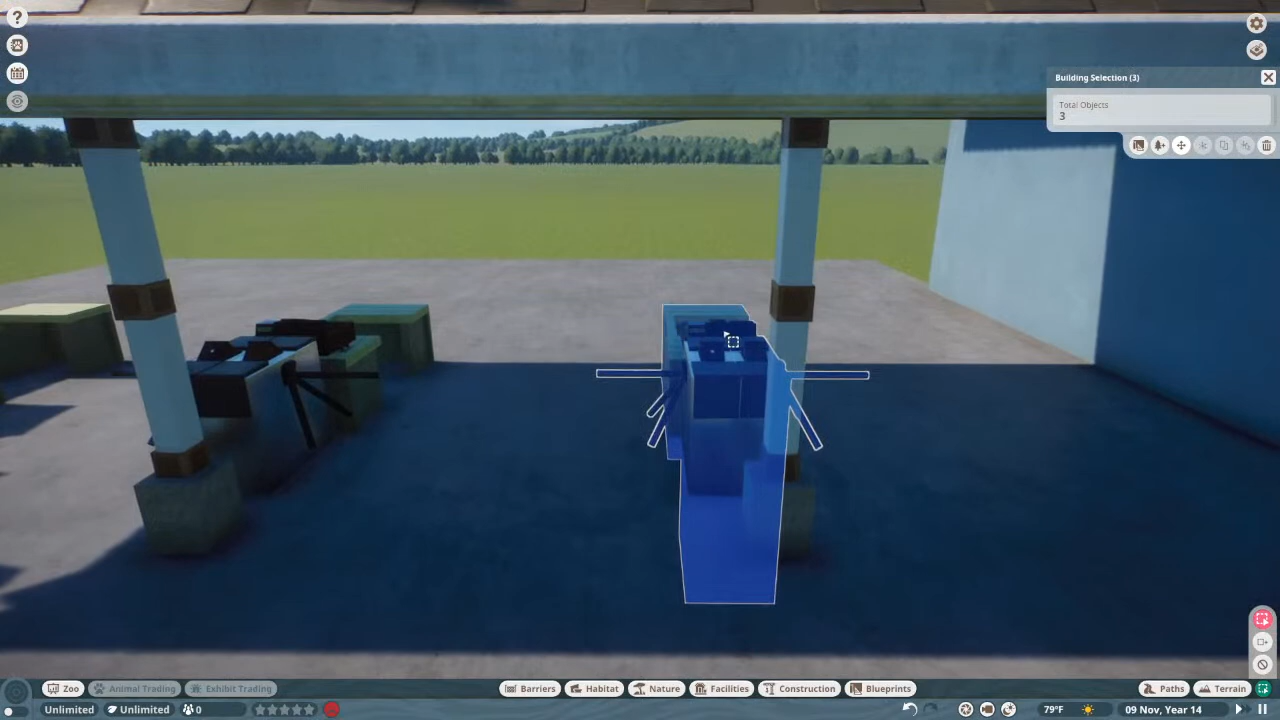 Building Selection (3)
Total Objects
3
Zoo
Animal Trading
Exhibit Trading
Barriers
Habitat
Nature
Facilities
Construction
Blueprints
Paths
Terrain
Unlimited
Unlimited
0
79°F
09 Nov, Year 14